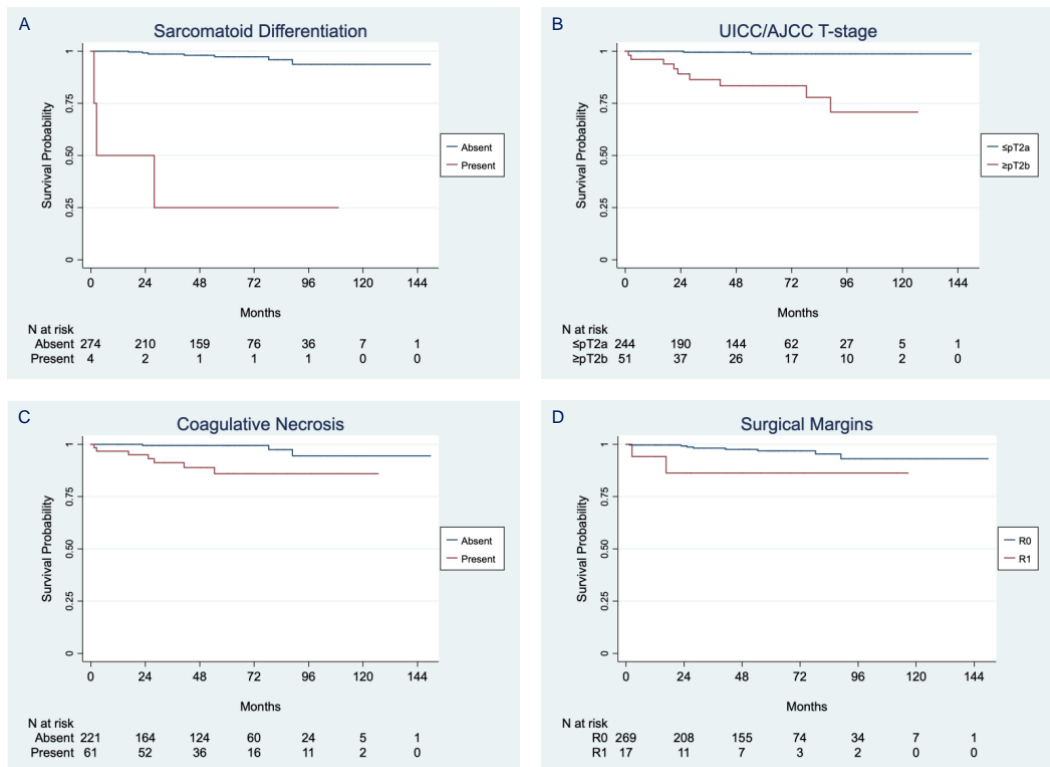 A
Sarcomatoid Differentiation
Survival Probability
1
0.75
0.50
0.25
0
0 24 48 72 96 120 144
Months
Absent
Present
N at risk
Absent 274 210 159 76 36 7 1
Present 4 2 1 1 1 0 0
B
UICC/AJCC T-stage
Survival Probability
1
0.75
0.50
0.25
0
0 24 48 72 96 120 144
Months
≤pT2a
≥pT2b
N at risk
≤pT2a 244 190 144 62 27 5 1
≥pT2b 51 37 26 17 10 2 0
C
Coagulative Necrosis
Survival Probability
1
0.75
0.50
0.25
0
0 24 48 72 96 120 144
Months
Absent
Present
N at risk
Absent 221 164 124 60 24 5 1
Present 61 52 36 16 11 2 0
D
Surgical Margins
Survival Probability
1
0.75
0.50
0.25
0
0 24 48 72 96 120 144
Months
R0
R1
N at risk
R0 269 208 155 74 34 7 1
R1 17 11 7 3 2 0 0